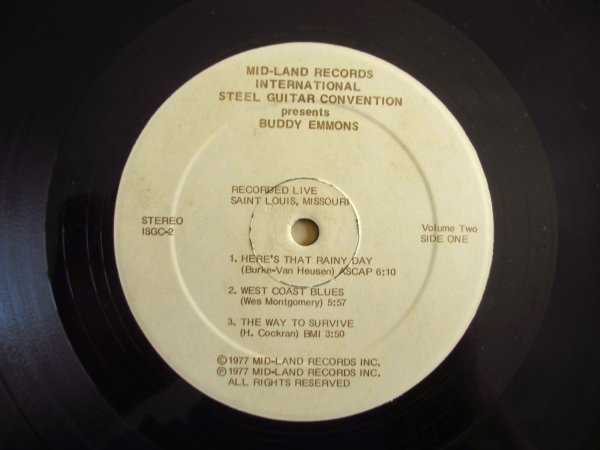 MID-LAND RECORDS
INTERNATIONAL
STEEL GUITAR CONVENTION
presents
BUDDY EMMONS
RECORDED LIVE
SAINT LOUIS, MISSOURI
STEREO
ISGC-2
Volume Two
SIDE ONE
1. HERE'S THAT RAINY DAY
(Burke-Van Heusen) ASCAP 6:10
2. WEST COAST BLUES
(Wes Montgomery) 5:57
3. THE WAY TO SURVIVE
(H. Cockran) BMI 3:50
©1977 MID-LAND RECORDS INC.
℗1977 MID-LAND RECORDS INC.
ALL RIGHTS RESERVED